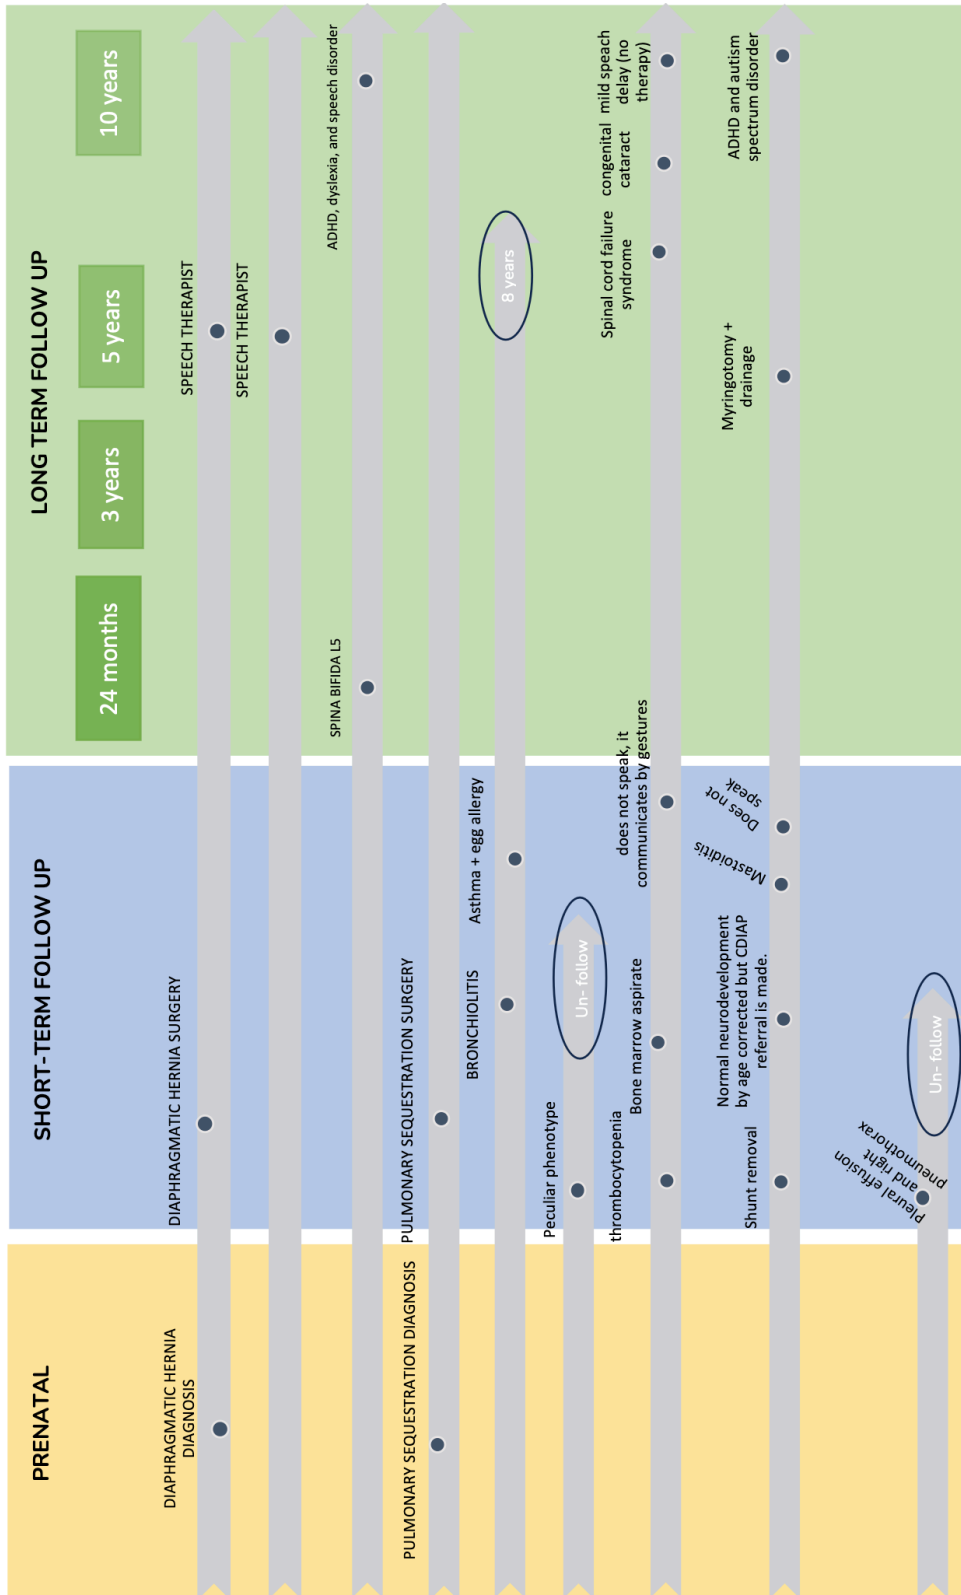 PRENATAL
SHORT-TERM FOLLOW UP
LONG TERM FOLLOW UP
24 months
3 years
5 years
10 years
DIAPHRAGMATIC HERNIA
DIAGNOSIS
DIAPHRAGMATIC HERNIA SURGERY
SPEECH THERAPIST
SPEECH THERAPIST
SPINA BIFIDA L5
ADHD, dyslexia, and speech disorder
PULMONARY SEQUESTRATION DIAGNOSIS
PULMONARY SEQUESTRATION SURGERY
BRONCHIOLITIS
Asthma + egg allergy
8 years
Peculiar phenotype
Un- follow
thrombocytopenia
Bone marrow aspirate
does not speak, it
communicates by gestures
Spinal cord failure
syndrome
congenital
cataract
mild speach
delay (no
therapy)
Shunt removal
Normal neurodevelopment
by age corrected but CDIAP
referral is made.
Mastoiditis
Does not
speak
Myringotomy +
drainage
ADHD and autism
spectrum disorder
Pleural effusion
and right
pneumothorax
Un- follow